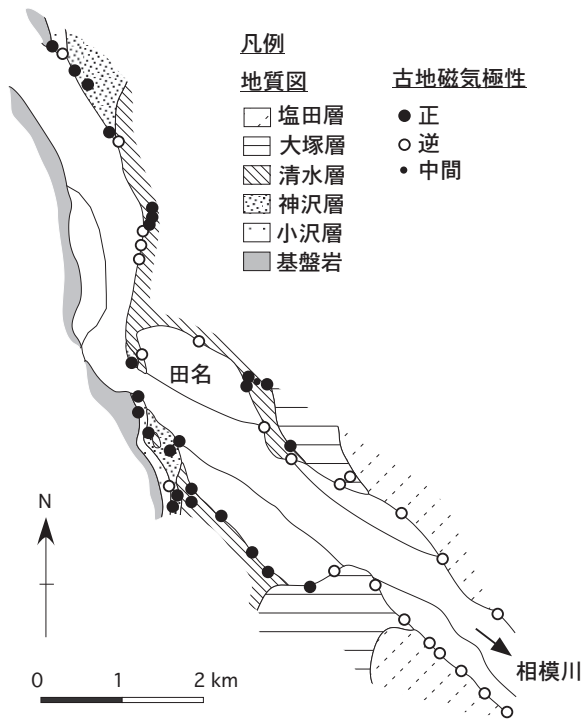 凡例
地質図
塩田層
大塚層
清水層
神沢層
小沢層
基盤岩
古地磁気極性
正
逆
中間
田名
N
相模川
0 1 2 km